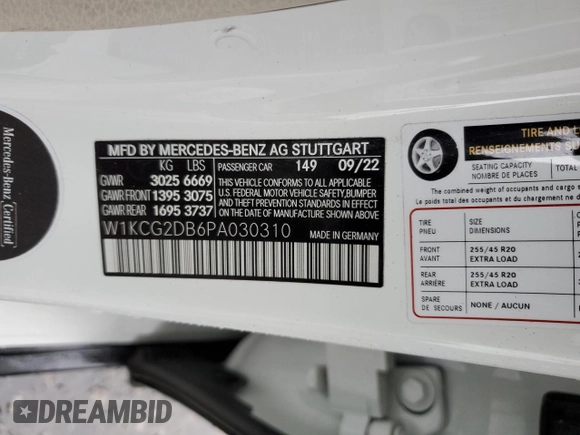 Mercedes-Benz Certified
MFD BY MERCEDES-BENZ AG STUTTGART
KG LBS PASSENGER CAR 149 09/22
GVWR 3025 6669
GAWR FRONT 1395 3075
GAWR REAR 1695 3737
THIS VEHICLE CONFORMS TO ALL APPLICABLE
U.S. FEDERAL MOTOR VEHICLE SAFETY,BUMPER
AND THEFT PREVENTION STANDARDS IN EFFECT
ON THE DATE OF MANUFACTURE SHOWN ABOVE.
W1KCG2DB6PA030310
MADE IN GERMANY
TIRE AND
RENSEIGNEMENTS
SEATING CAPACITY
NOMBRE DE PLACES
The combined weight of occupants and cargo
Le poids total des occupants et du chargement
TIRE
PNEU
SIZE
DIMENSIONS
FRONT
AVANT
255/45 R20
EXTRA LOAD
REAR
ARRIÈRE
255/45 R20
EXTRA LOAD
SPARE
DE SECOURS
NONE / AUCUN
DREAMBID